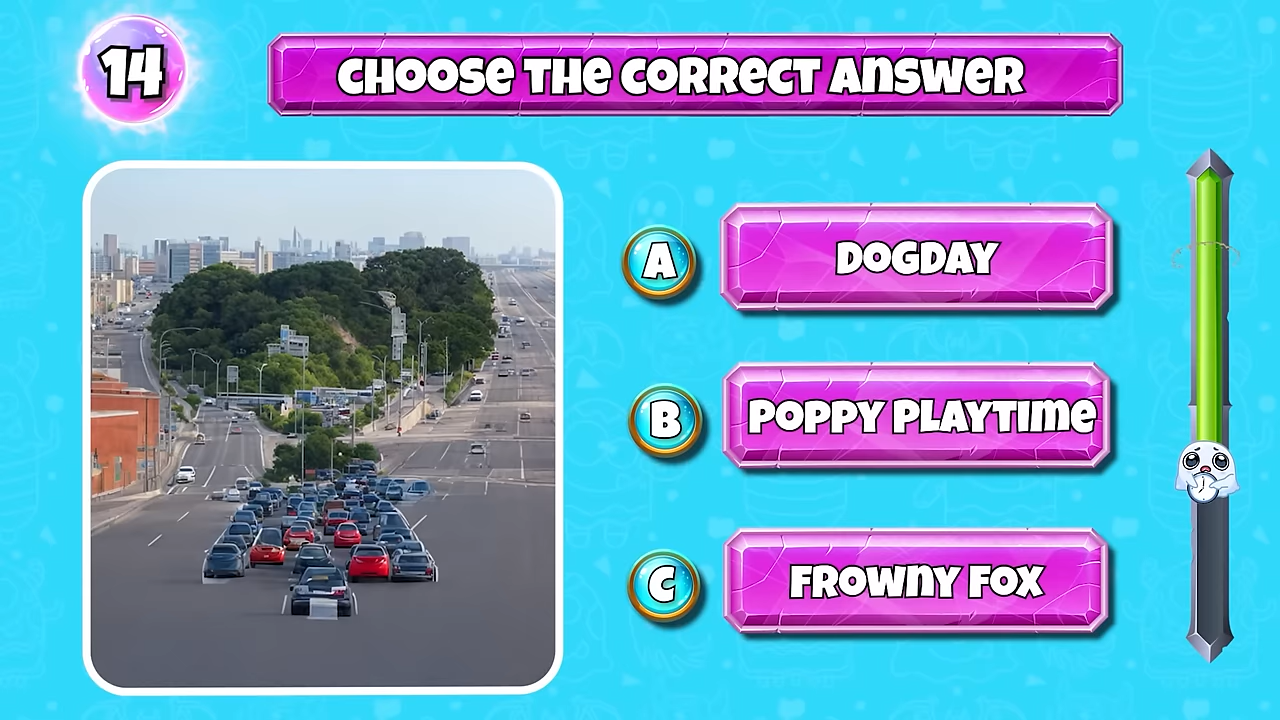 14
CHOOSE THE CORRECT ANSWER
A
DOGDAY
B
POPPY PLAYTIME
C
FROWNY FOX